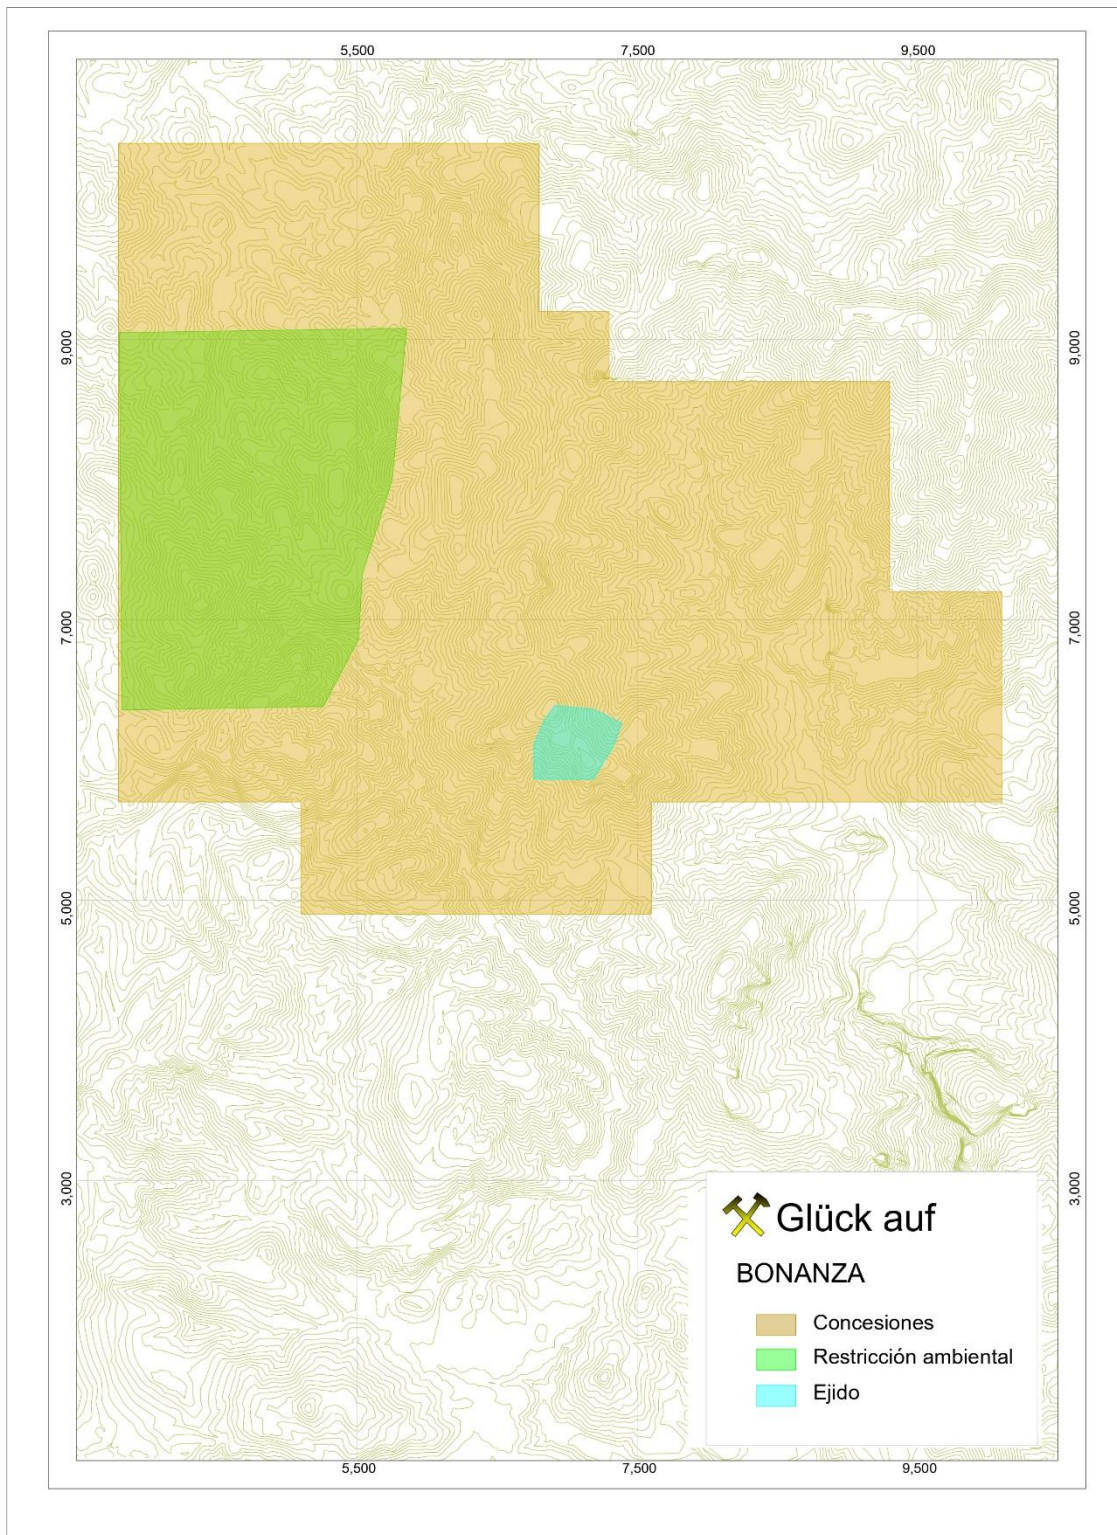 5,500 7,500 9,500
9,000 9,000
7,000 7,000
5,000 5,000
3,000 3,000
Glück auf
BONANZA
Concesiones
Restricción ambiental
Ejido
5,500 7,500 9,500